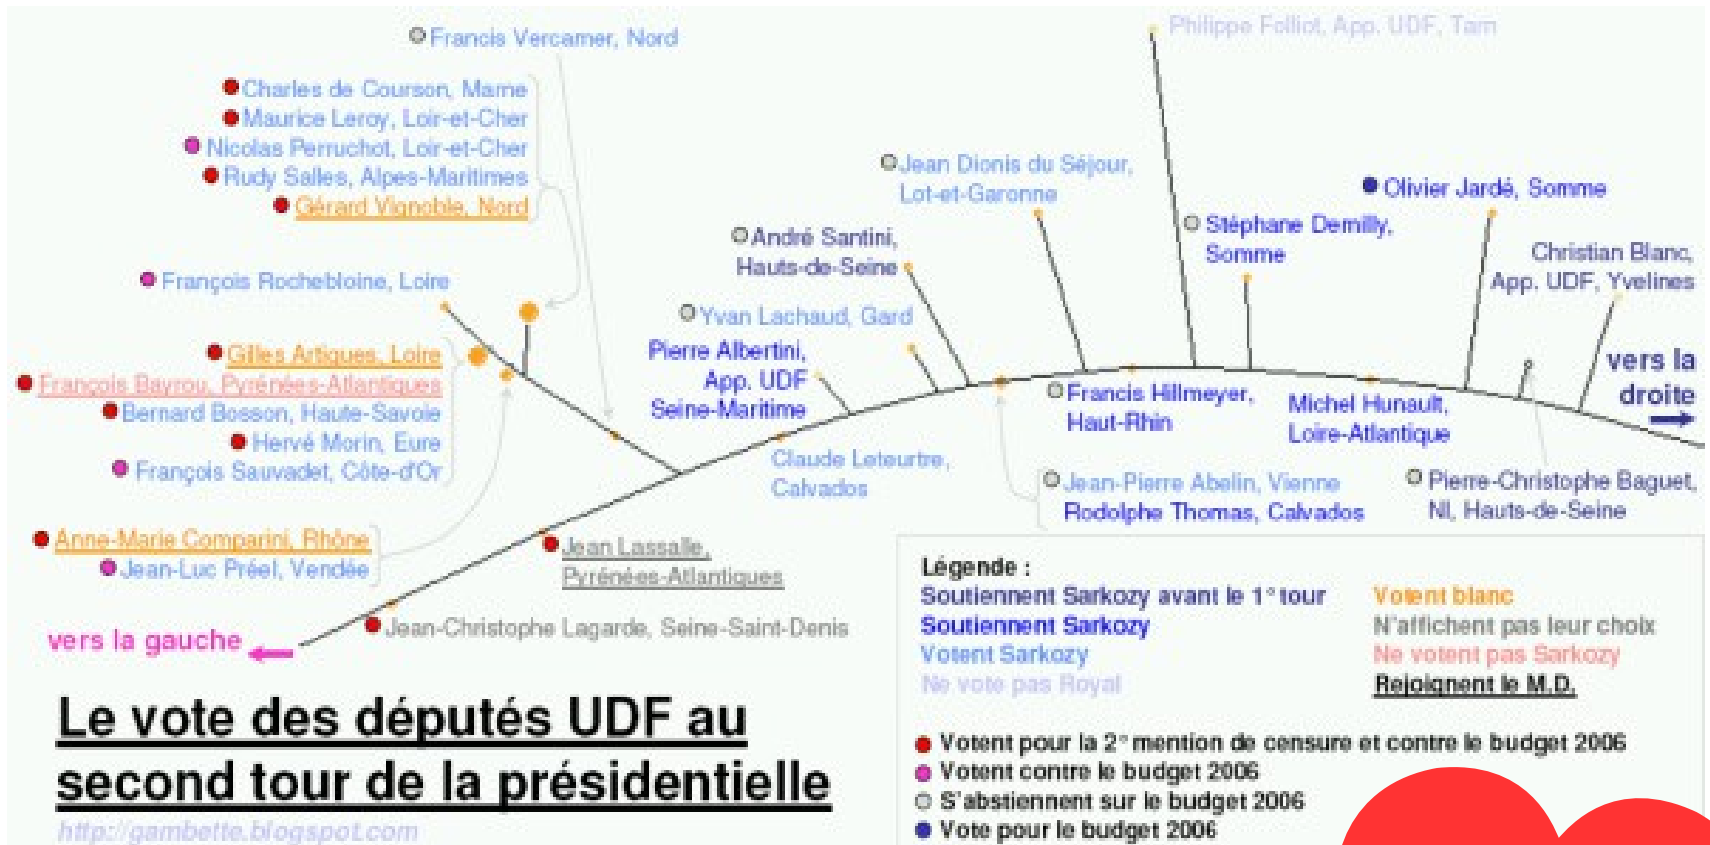 Francis Vercamer, Nord
Charles de Courson, Marne
Maurice Leroy, Loir-et-Cher
Nicolas Perruchot, Loir-et-Cher
Rudy Salles, Alpes-Maritimes
Gérard Vignoble, Nord
François Rochebloine, Loire
Gilles Artigues, Loire
François Bayrou, Pyrénées-Atlantiques
Bernard Bosson, Haute-Savoie
Hervé Morin, Eure
François Sauvadet, Côte-d'Or
Anne-Marie Comparini, Rhône
Jean-Luc Préel, Vendée
Jean Lassalle,
Pyrénées-Atlantiques
Jean-Christophe Lagarde, Seine-Saint-Denis
vers la gauche
Philippe Folliot, App. UDF, Tarn
Jean Dionis du Séjour,
Lot-et-Garonne
André Santini,
Hauts-de-Seine
Yvan Lachaud, Gard
Pierre Albertini,
App. UDF
Seine-Maritime
Claude Leteurtre,
Calvados
Olivier Jardé, Somme
Stéphane Demilly,
Somme
Christian Blanc,
App. UDF, Yvelines
vers la
droite
Francis Hillmeyer,
Haut-Rhin
Michel Hunault,
Loire-Atlantique
Jean-Pierre Abelin, Vienne
Rodolphe Thomas, Calvados
Pierre-Christophe Baguet,
NI, Hauts-de-Seine
Légende :
Soutiennent Sarkozy avant le 1° tour
Soutiennent Sarkozy
Votent Sarkozy
Ne vote pas Royal
Votent blanc
N'affichent pas leur choix
Ne votent pas Sarkozy
Rejoignent le M.D.
Votent pour la 2° mention de censure et contre le budget 2006
Votent contre le budget 2006
S'abstiennent sur le budget 2006
Vote pour le budget 2006
Le vote des députés UDF au
second tour de la présidentielle
http://gambette.blogspot.com